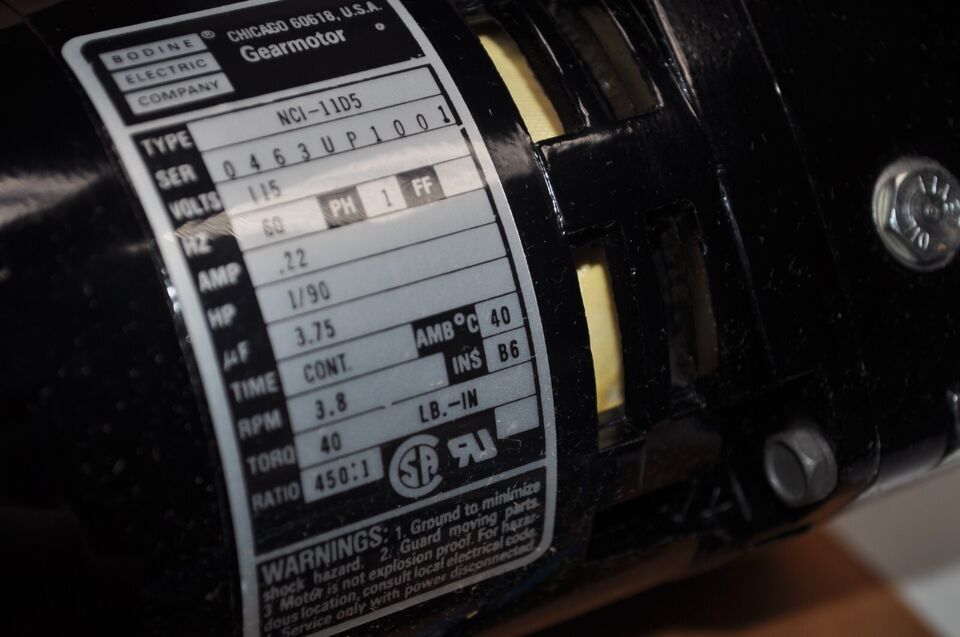 BODINE ® CHICAGO 60618, U.S.A.
ELECTRIC Gearmotor
COMPANY
TYPE NCI-11D5
SER 0463UP1001
VOLTS 115
HZ 60 PH 1 FF
AMP .22
HP 1/90
µF 3.75 AMB°C 40
TIME CONT. INS B6
RPM 3.8
TORQ 40 LB.-IN
RATIO 450:1 SA UR
WARNINGS: 1. Ground to minimize
shock hazard. 2. Guard moving parts.
3 Motor is not explosion proof. For hazar-
dous location, consult local electrical code.
Service only with power disconnected.